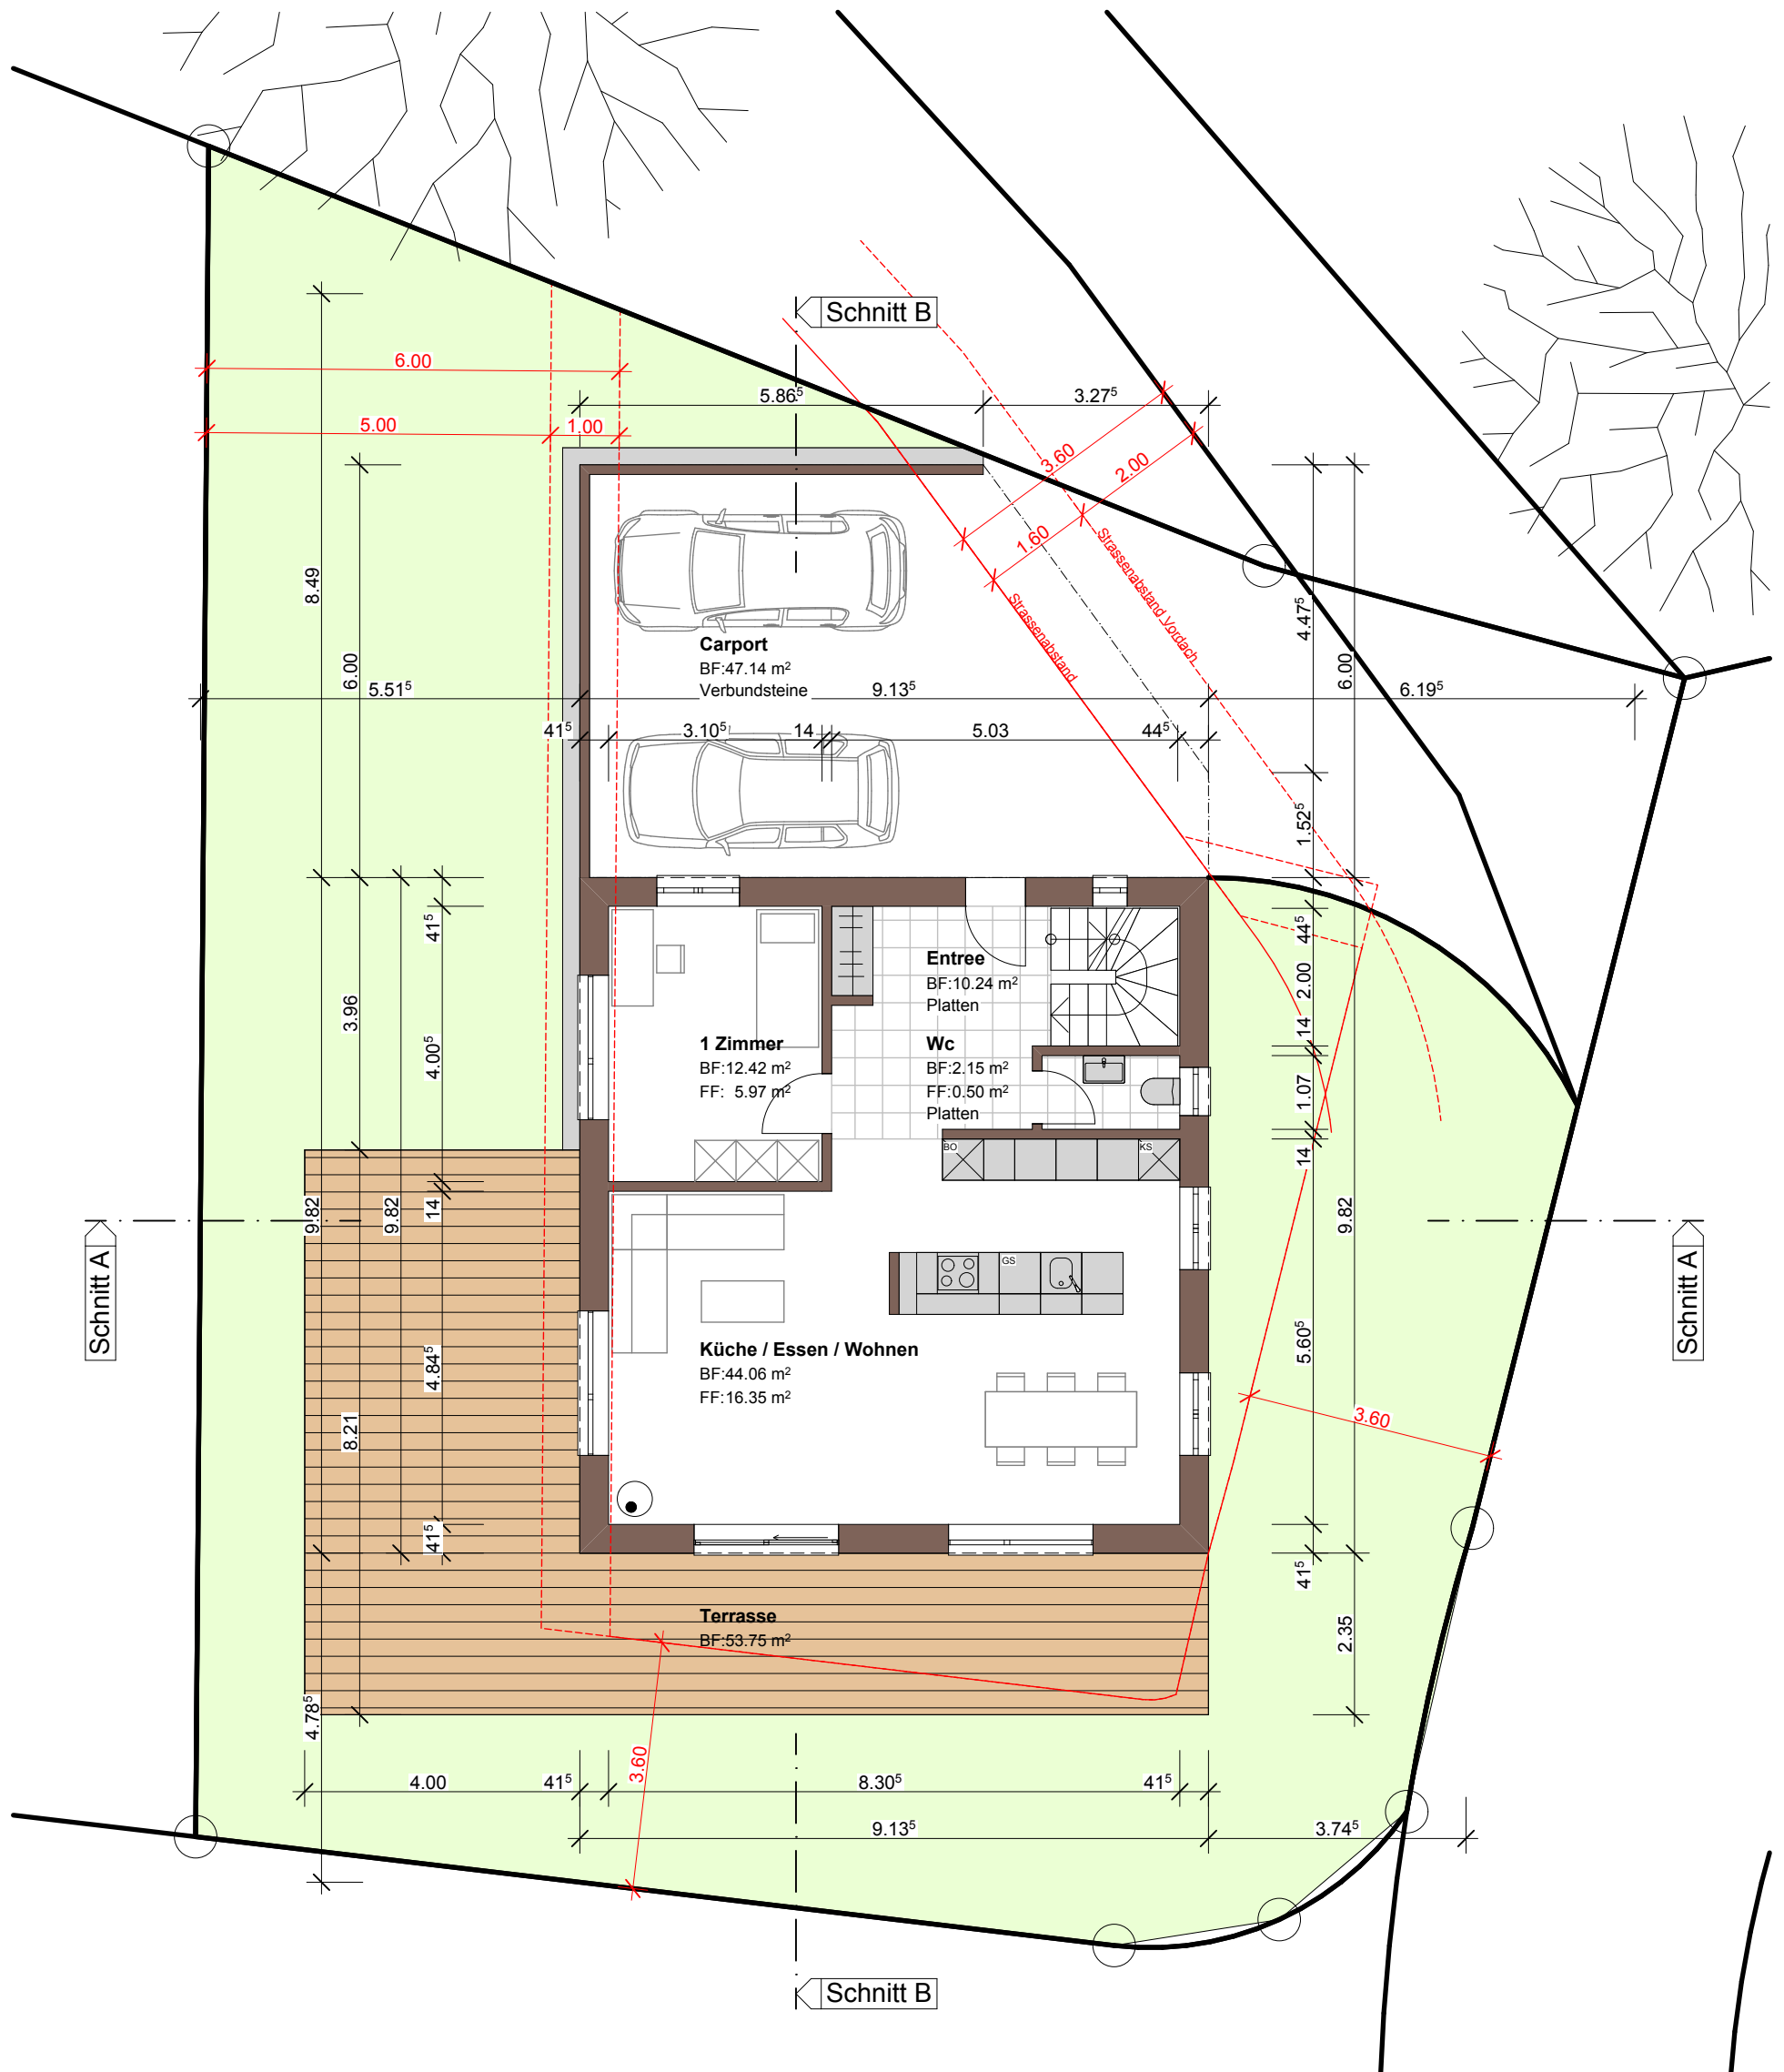 Schnitt B
6.00
5.86⁵
3.27⁵
5.00
1.00
3.60
2.00
1.60
Strassenabstand Vordach
Strassenabstand
8.49
4.47⁵
Carport
BF:47.14 m²
Verbundsteine
6.00
6.00
5.51⁵
9.13⁵
6.19⁵
41⁵
3.10⁵
14
5.03
44⁵
1.52⁵
41⁵
44⁵
Entree
BF:10.24 m²
Platten
2.00
3.96
4.00⁵
14
1 Zimmer
BF:12.42 m²
FF: 5.97 m²
Wc
BF:2.15 m²
FF:0.50 m²
Platten
1.07
14
BO
KS
9.82
9.82
14
9.82
Schnitt A
Schnitt A
GS
Küche / Essen / Wohnen
BF:44.06 m²
FF:16.35 m²
4.84⁵
5.60⁵
8.21
3.60
41⁵
41⁵
Terrasse
BF:53.75 m²
2.35
4.78⁵
3.60
4.00
41⁵
8.30⁵
41⁵
9.13⁵
3.74⁵
Schnitt B